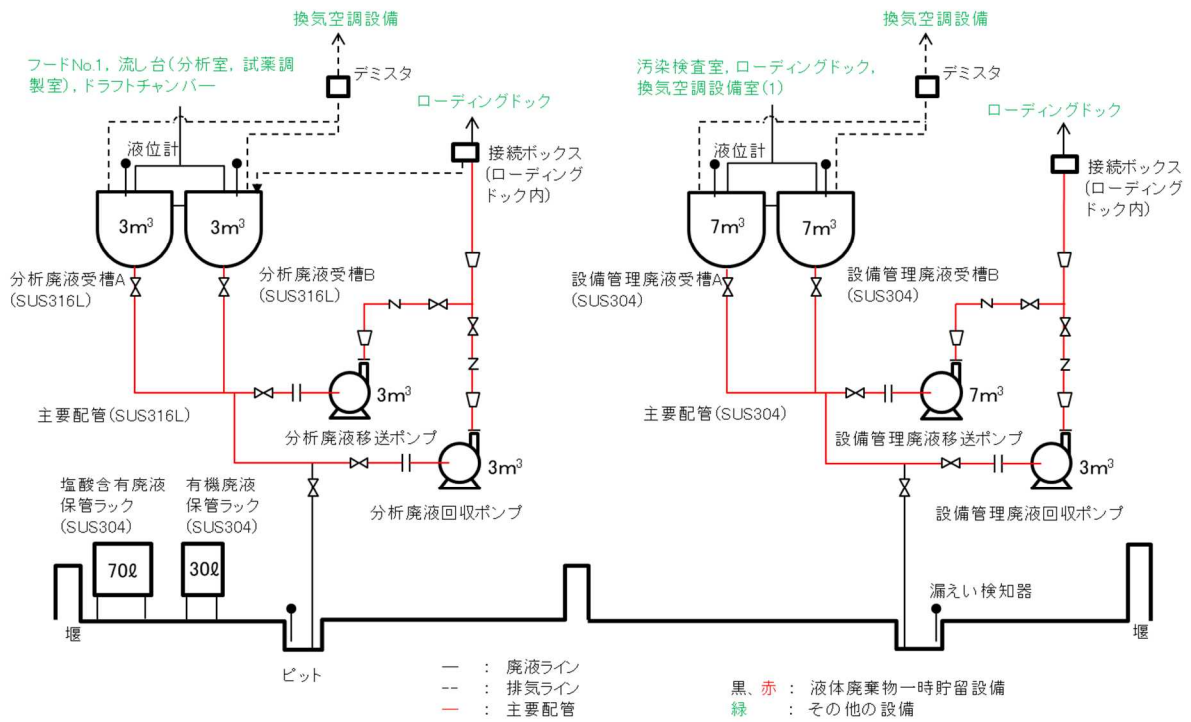 換気空調設備
フードNo.1, 流し台(分析室, 試薬調
製室), ドラフトチャンバー
デミスタ
ローディングドック
液位計
接続ボックス
(ローディング
ドック内)
3m³
3m³
分析廃液受槽A
(SUS316L)
分析廃液受槽B
(SUS316L)
3m³
主要配管(SUS316L)
分析廃液移送ポンプ
3m³
分析廃液回収ポンプ
塩酸含有廃液
保管ラック
(SUS304)
有機廃液
保管ラック
(SUS304)
70ℓ
30ℓ
堰
ピット
換気空調設備
汚染検査室, ローディングドック,
換気空調設備室(1)
デミスタ
ローディングドック
液位計
接続ボックス
(ローディング
ドック内)
7m³
7m³
設備管理廃液受槽A
(SUS304)
設備管理廃液受槽B
(SUS304)
7m³
主要配管(SUS304)
設備管理廃液移送ポンプ
3m³
設備管理廃液回収ポンプ
漏えい検知器
堰
― : 廃液ライン
-- : 排気ライン
― : 主要配管
黒、赤 : 液体廃棄物一時貯留設備
緑 : その他の設備